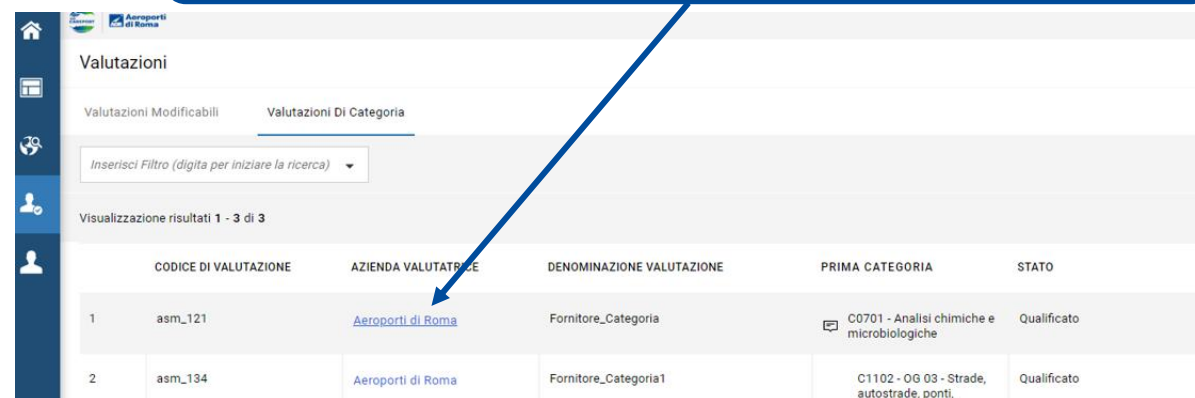 Aeroporti
di Roma
Valutazioni
Valutazioni Modificabili Valutazioni Di Categoria
Inserisci Filtro (digita per iniziare la ricerca)
Visualizzazione risultati 1 - 3 di 3
CODICE DI VALUTAZIONE AZIENDA VALUTATRICE DENOMINAZIONE VALUTAZIONE PRIMA CATEGORIA STATO
1 asm_121 Aeroporti di Roma Fornitore_Categoria C0701 - Analisi chimiche e Qualificato
microbiologiche
2 asm_134 Aeroporti di Roma Fornitore_Categoria1 C1102 - OG 03 - Strade, Qualificato
autostrade, ponti,